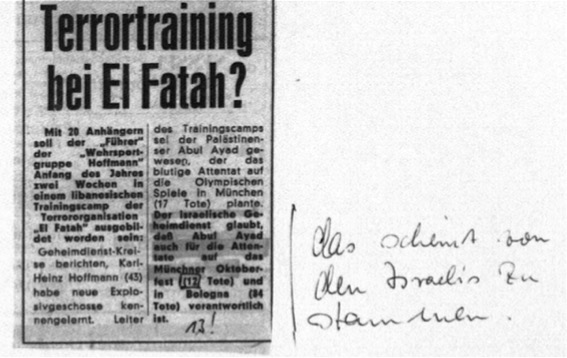 Terrortraining
bei El Fatah?
Mit 20 Anhängern
soll der „Führer"
der „Wehrsport-
gruppe Hoffmann"
Anfang des Jahres
zwei Wochen in
einem libanesischen
Trainingscamp der
Terrororganisation
„El Fatah" ausgebil-
det worden sein:
Geheimdienst-Krei-
se berichten, Karl-
Heinz Hoffmann (43)
habe neue Explo-
sivgeschosse ken-
nengelernt. Leiter
des Trainingscamps
sei der Palästinen-
ser Abul Ayad ge-
wesen, der das
blutige Attentat auf
die Olympischen
Spiele in München
(17 Tote) plante.
Der israelische Ge-
heimdienst glaubt,
daß Abul Ayad
auch für die Atten-
tate auf das
Münchner Oktober-
fest (12 Tote) und
in Bologna (84
Tote) verantwortlich
ist.
13!
das scheint von
den Israelis zu
stammen.